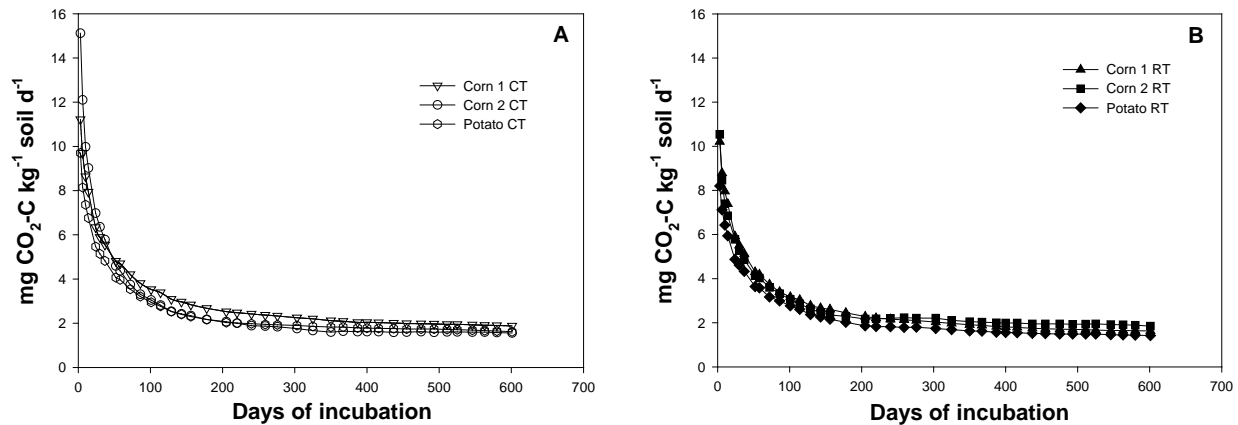 A
16
14
12
10
8
6
4
2
0
mg CO₂-C kg⁻¹ soil d⁻¹
Corn 1 CT
Corn 2 CT
Potato CT
0 100 200 300 400 500 600 700
Days of incubation
B
16
14
12
10
8
6
4
2
0
mg CO₂-C kg⁻¹ soil d⁻¹
Corn 1 RT
Corn 2 RT
Potato RT
0 100 200 300 400 500 600 700
Days of incubation